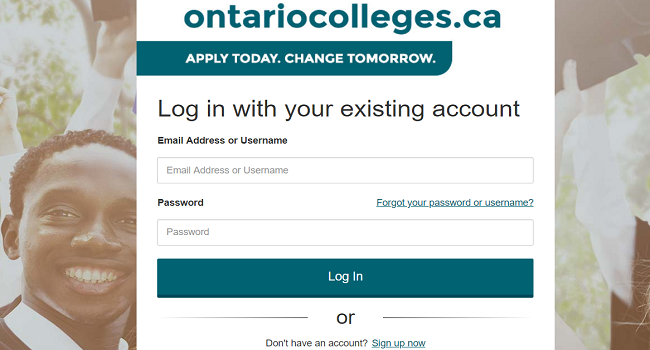 ontariocolleges.ca
APPLY TODAY. CHANGE TOMORROW.
Log in with your existing account
Email Address or Username
Email Address or Username
Password Forgot your password or username?
Password
Log In
or
Don't have an account? Sign up now